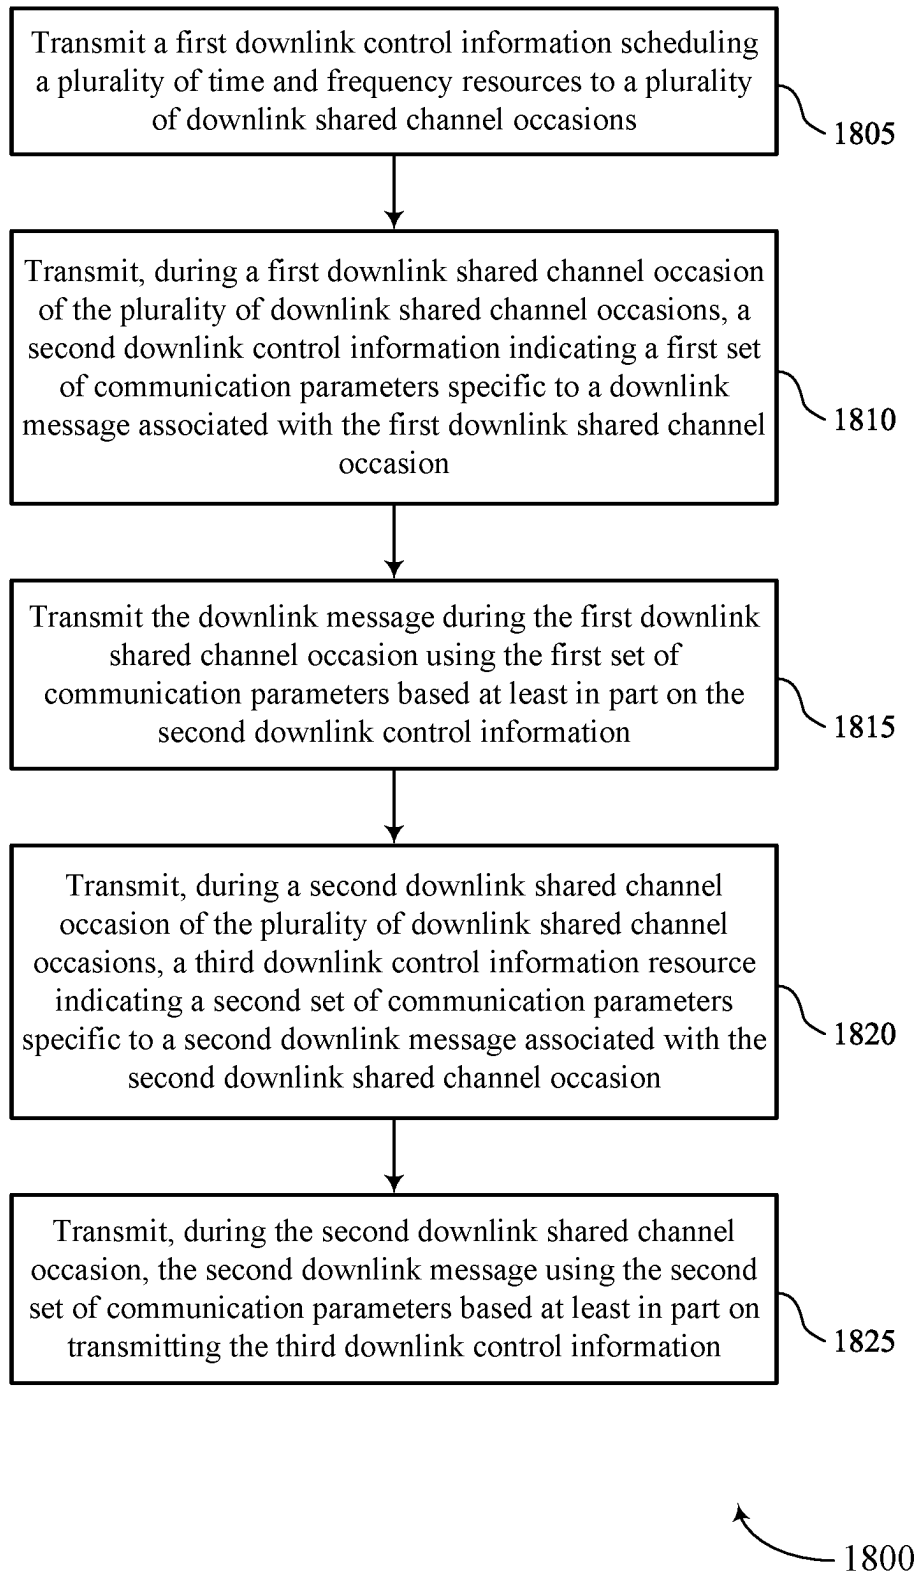 Transmit a first downlink control information scheduling
a plurality of time and frequency resources to a plurality
of downlink shared channel occasions
1805
Transmit, during a first downlink shared channel occasion
of the plurality of downlink shared channel occasions, a
second downlink control information indicating a first set
of communication parameters specific to a downlink
message associated with the first downlink shared channel
occasion
1810
Transmit the downlink message during the first downlink
shared channel occasion using the first set of
communication parameters based at least in part on the
second downlink control information
1815
Transmit, during a second downlink shared channel
occasion of the plurality of downlink shared channel
occasions, a third downlink control information resource
indicating a second set of communication parameters
specific to a second downlink message associated with the
second downlink shared channel occasion
1820
Transmit, during the second downlink shared channel
occasion, the second downlink message using the second
set of communication parameters based at least in part on
transmitting the third downlink control information
1825
1800